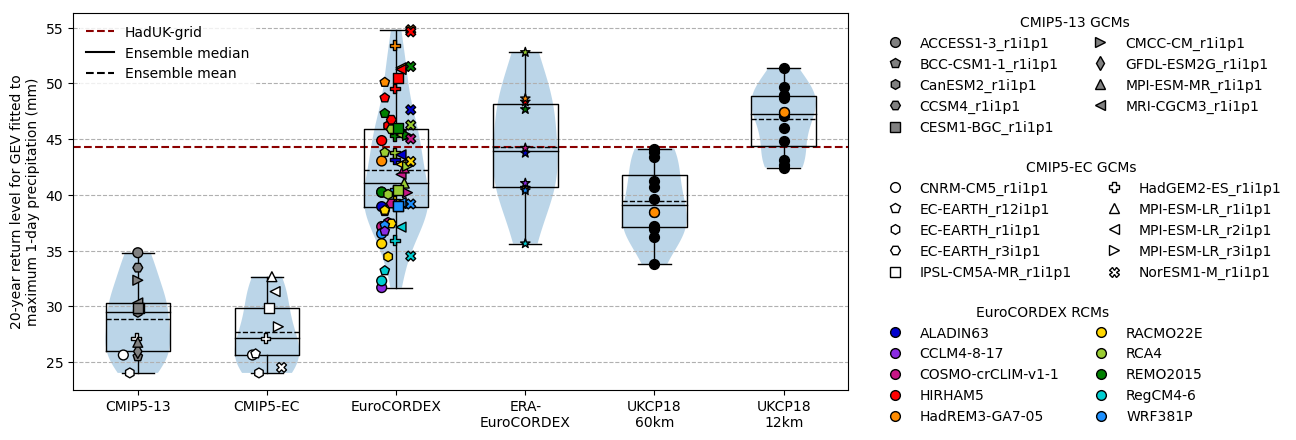 20-year return level for GEV fitted to
maximum 1-day precipitation (mm)
55
50
45
40
35
30
25
HadUK-grid
Ensemble median
Ensemble mean
CMIP5-13
CMIP5-EC
EuroCORDEX
ERA-
EuroCORDEX
UKCP18
60km
UKCP18
12km
CMIP5-13 GCMs
ACCESS1-3_r1i1p1
BCC-CSM1-1_r1i1p1
CanESM2_r1i1p1
CCSM4_r1i1p1
CESM1-BGC_r1i1p1
CMCC-CM_r1i1p1
GFDL-ESM2G_r1i1p1
MPI-ESM-MR_r1i1p1
MRI-CGCM3_r1i1p1
CMIP5-EC GCMs
CNRM-CM5_r1i1p1
EC-EARTH_r12i1p1
EC-EARTH_r1i1p1
EC-EARTH_r3i1p1
IPSL-CM5A-MR_r1i1p1
HadGEM2-ES_r1i1p1
MPI-ESM-LR_r1i1p1
MPI-ESM-LR_r2i1p1
MPI-ESM-LR_r3i1p1
NorESM1-M_r1i1p1
EuroCORDEX RCMs
ALADIN63
CCLM4-8-17
COSMO-crCLIM-v1-1
HIRHAM5
HadREM3-GA7-05
RACMO22E
RCA4
REMO2015
RegCM4-6
WRF381P